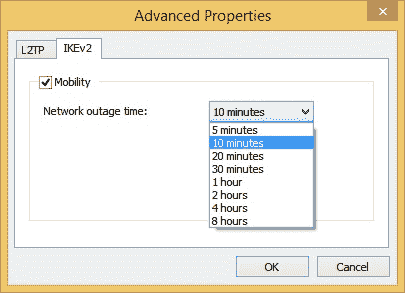 Advanced Properties
L2TP IKEv2
Mobility
Network outage time: 10 minutes
5 minutes
10 minutes
20 minutes
30 minutes
1 hour
2 hours
4 hours
8 hours
OK Cancel